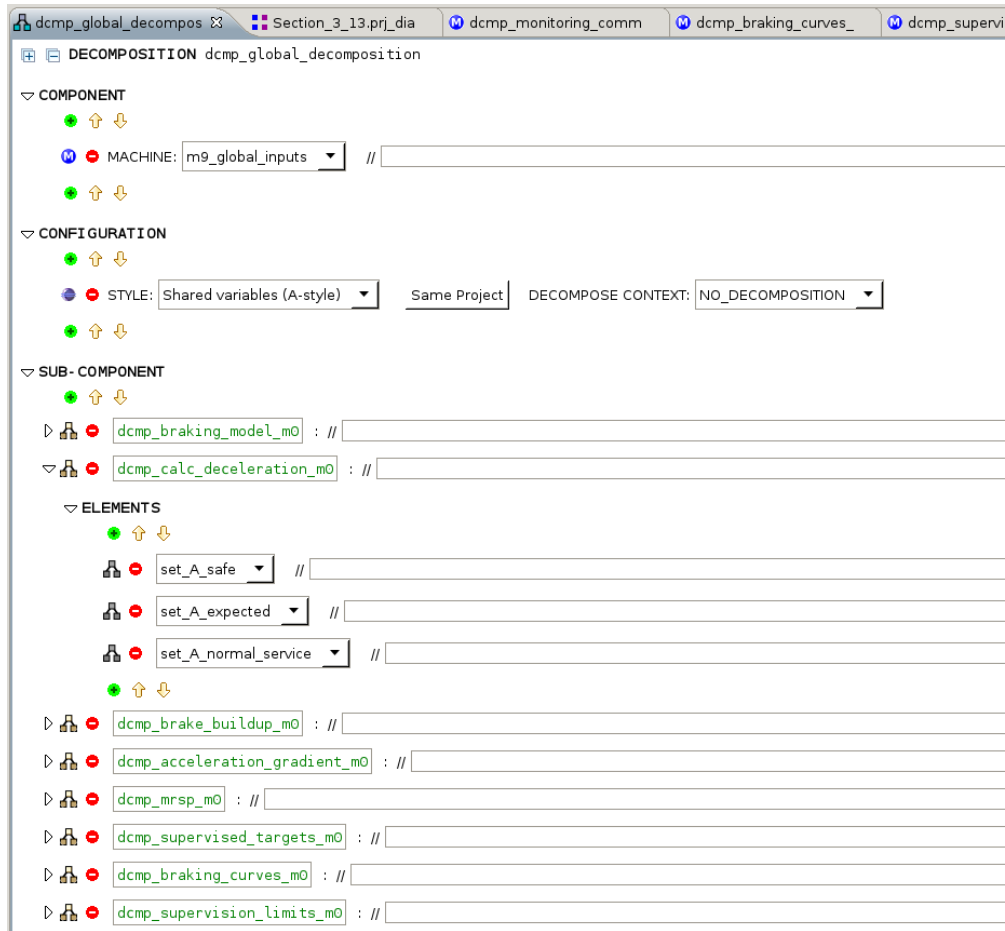 dcmp_global_decompos Section_3_13.prj_dia dcmp_monitoring_comm dcmp_braking_curves_ dcmp_supervi
DECOMPOSITION dcmp_global_decomposition
COMPONENT
MACHINE: m9_global_inputs //
CONFIGURATION
STYLE: Shared variables (A-style) Same Project DECOMPOSE CONTEXT: NO_DECOMPOSITION
SUB-COMPONENT
dcmp_braking_model_m0 : //
dcmp_calc_deceleration_m0 : //
ELEMENTS
set_A_safe //
set_A_expected //
set_A_normal_service //
dcmp_brake_buildup_m0 : //
dcmp_acceleration_gradient_m0 : //
dcmp_mrsp_m0 : //
dcmp_supervised_targets_m0 : //
dcmp_braking_curves_m0 : //
dcmp_supervision_limits_m0 : //